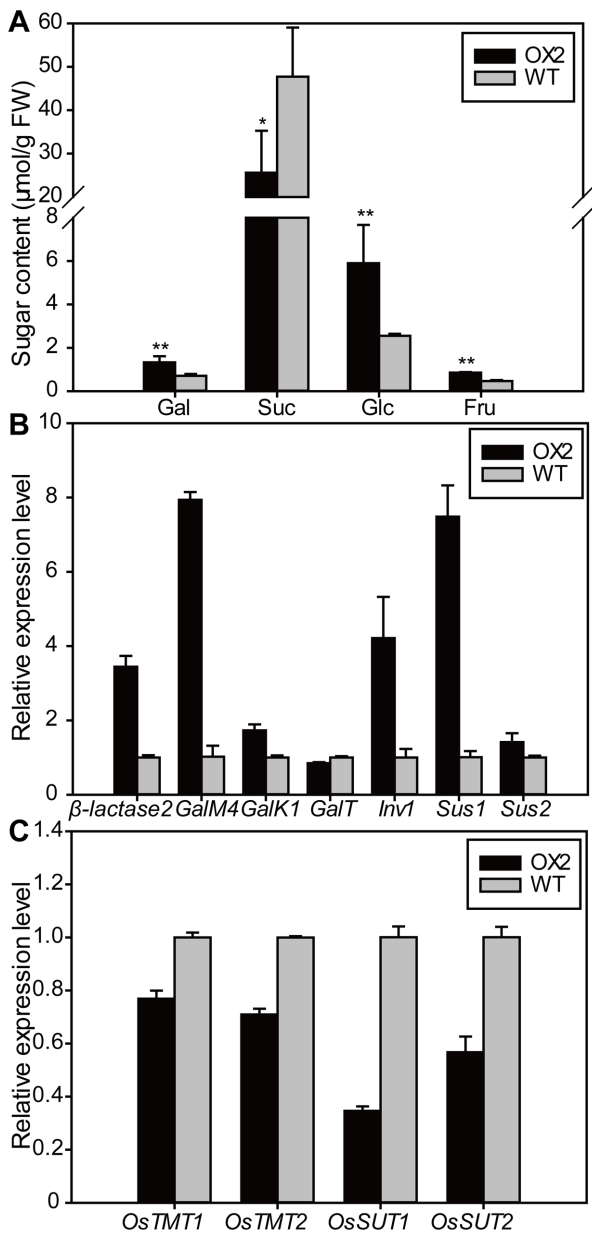 A
Sugar content (μmol/g FW)
60
50
40
30
20
8
6
4
2
0
OX2
WT
**
*
**
**
Gal Suc Glc Fru
B
Relative expression level
10
8
6
4
2
0
OX2
WT
β-lactase2 GalM4 GalK1 GalT Inv1 Sus1 Sus2
C
Relative expression level
1.4
1.2
1.0
0.8
0.6
0.4
0.2
0
OX2
WT
OsTMT1 OsTMT2 OsSUT1 OsSUT2